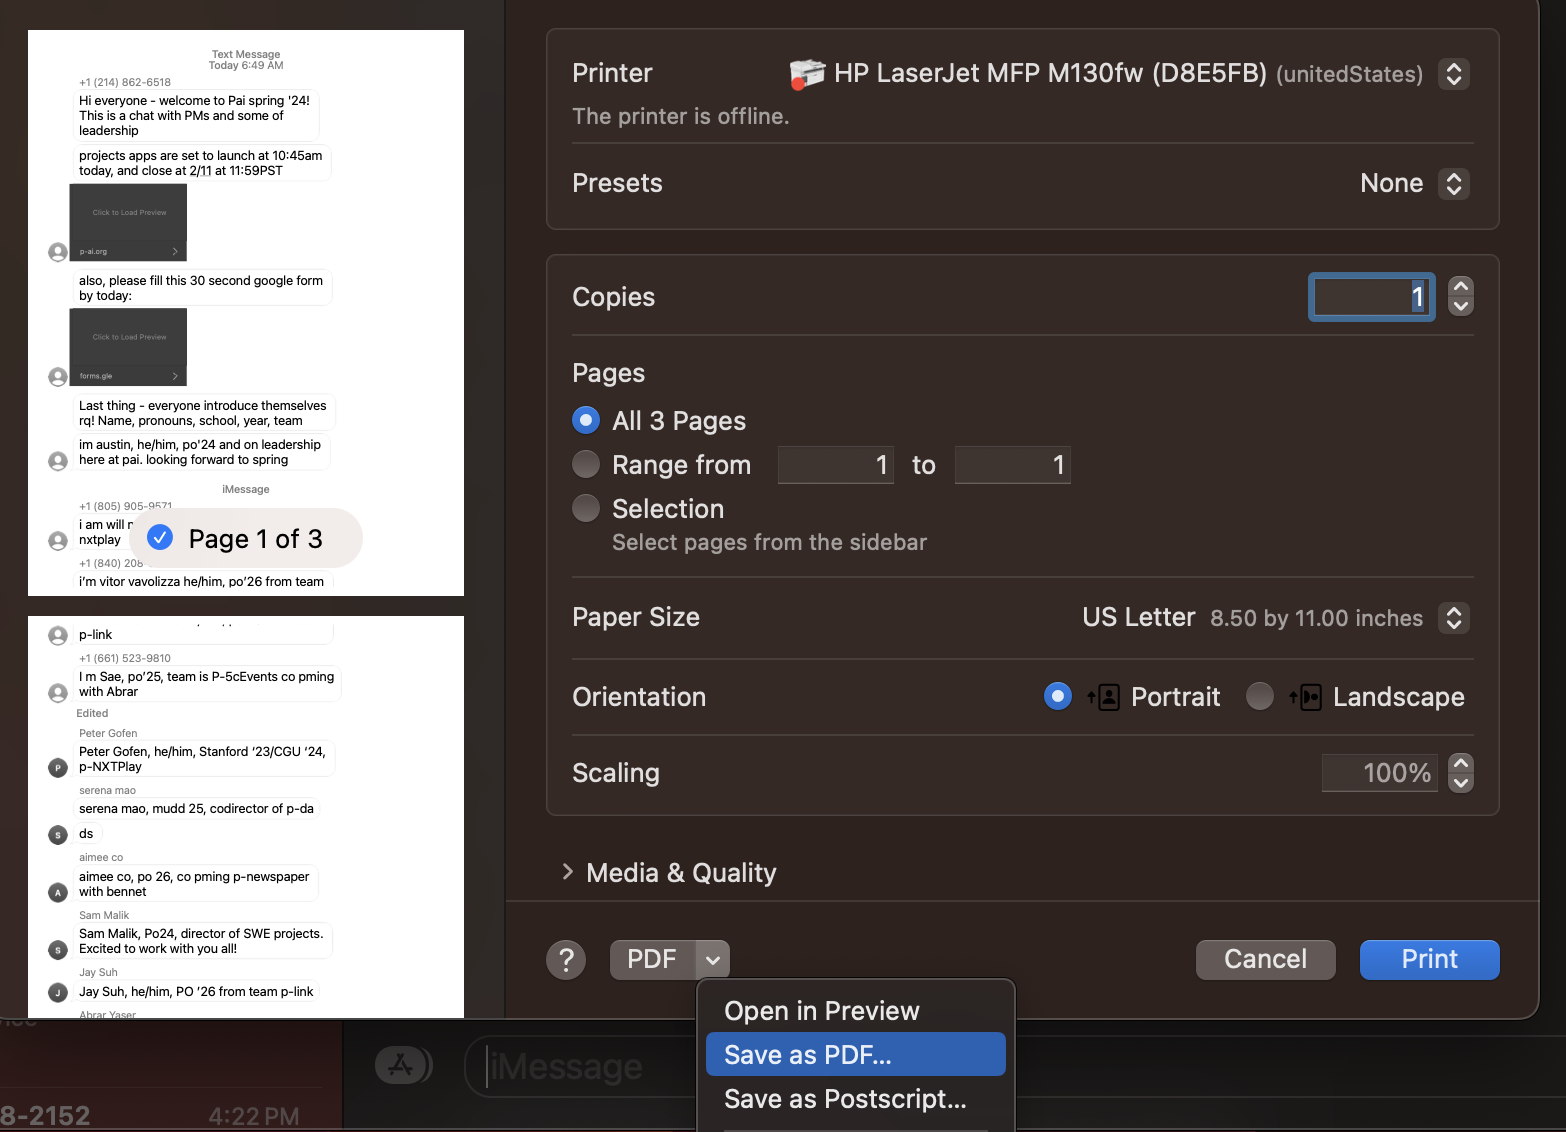 Text Message
Today 6:49 AM
+1 (214) 862-6518
Hi everyone - welcome to Pai spring '24!
This is a chat with PMs and some of
leadership
projects apps are set to launch at 10:45am
today, and close at 2/11 at 11:59PST
Click to Load Preview
p-ai.org
also, please fill this 30 second google form
by today:
Click to Load Preview
forms.gle
Last thing - everyone introduce themselves
rq! Name, pronouns, school, year, team
im austin, he/him, po'24 and on leadership
here at pai. looking forward to spring
iMessage
+1 (805) 905-9571
i am will
nxtplay
Page 1 of 3
+1 (840) 208-
i'm vitor vavolizza he/him, po'26 from team
p-link
+1 (661) 523-9810
I m Sae, po'25, team is P-5cEvents co pming
with Abrar
Edited
Peter Gofen
Peter Gofen, he/him, Stanford '23/CGU '24,
p-NXTPlay
P
serena mao
serena mao, mudd 25, codirector of p-da
ds
S
aimee co
aimee co, po 26, co pming p-newspaper
with bennet
A
Sam Malik
Sam Malik, Po24, director of SWE projects.
Excited to work with you all!
S
Jay Suh
Jay Suh, he/him, PO '26 from team p-link
J
Abrar Yaser
Printer
HP LaserJet MFP M130fw (D8E5FB) (unitedStates)
The printer is offline.
Presets
None
Copies
1
Pages
All 3 Pages
Range from 1 to 1
Selection
Select pages from the sidebar
Paper Size
US Letter 8.50 by 11.00 inches
Orientation
Portrait
Landscape
Scaling
100%
Media & Quality
?
PDF
Cancel
Print
Open in Preview
Save as PDF...
Save as Postscript...
iMessage
8-2152
4:22 PM